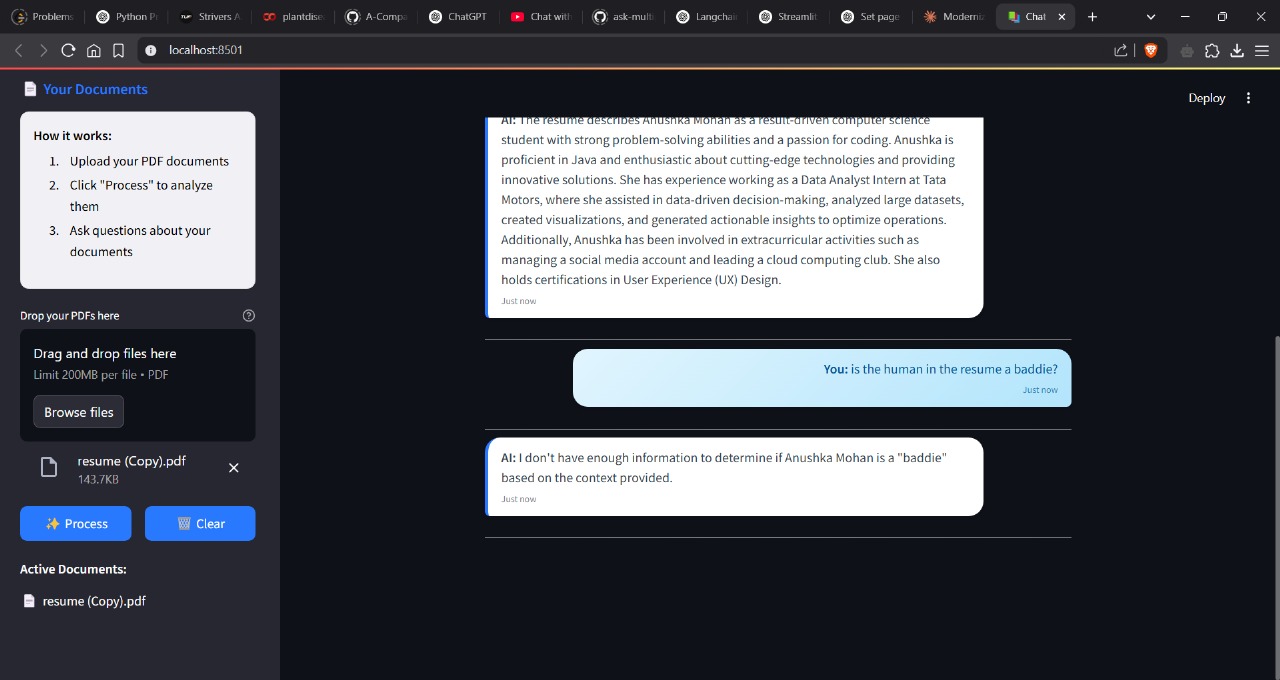 Problems
Python Pr
Strivers A
plantdise
A-Compa
ChatGPT
Chat with
ask-multi
Langchai
Streamlit
Set page
Moderniz
Chat
localhost:8501
Your Documents
How it works:
1. Upload your PDF documents
2. Click "Process" to analyze
them
3. Ask questions about your
documents
Drop your PDFs here
Drag and drop files here
Limit 200MB per file • PDF
Browse files
resume (Copy).pdf
143.7KB
✨ Process
🗑️ Clear
Active Documents:
resume (Copy).pdf
Deploy
AI: The resume describes Anushka Mohan as a result-driven computer science
student with strong problem-solving abilities and a passion for coding. Anushka is
proficient in Java and enthusiastic about cutting-edge technologies and providing
innovative solutions. She has experience working as a Data Analyst Intern at Tata
Motors, where she assisted in data-driven decision-making, analyzed large datasets,
created visualizations, and generated actionable insights to optimize operations.
Additionally, Anushka has been involved in extracurricular activities such as
managing a social media account and leading a cloud computing club. She also
holds certifications in User Experience (UX) Design.
Just now
You: is the human in the resume a baddie?
Just now
AI: I don't have enough information to determine if Anushka Mohan is a "baddie"
based on the context provided.
Just now